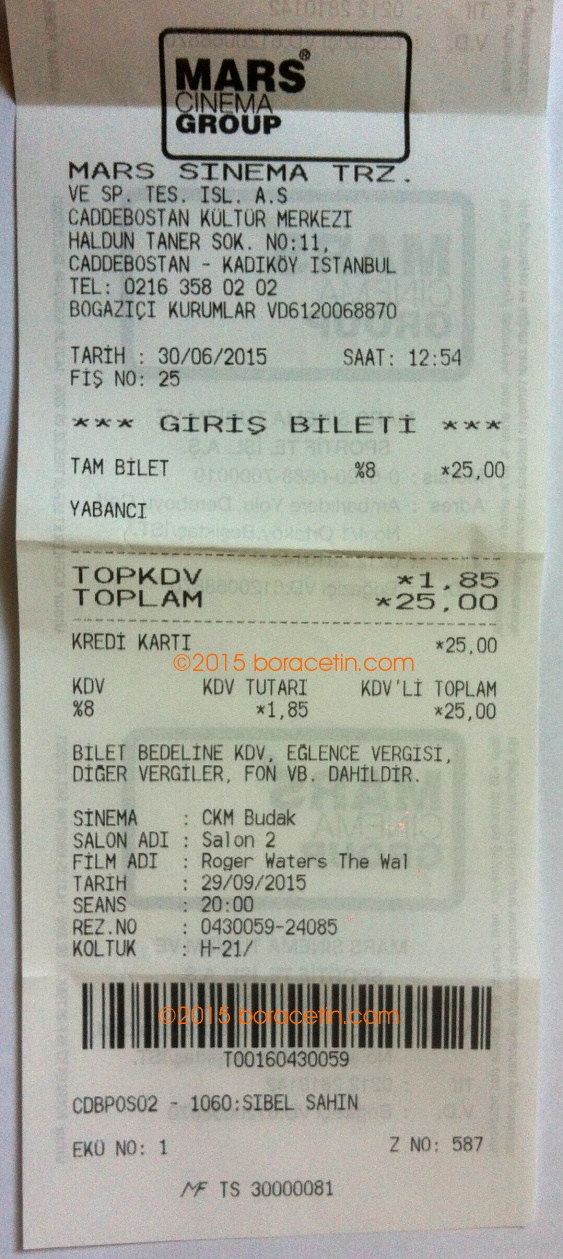 MARS®
CINEMA
GROUP
MARS SİNEMA TRZ.
VE SP. TES. ISL. A.S
CADDEBOSTAN KÜLTÜR MERKEZI
HALDUN TANER SOK. NO:11,
CADDEBOSTAN - KADIKÖY ISTANBUL
TEL: 0216 358 02 02
BOGAZIÇI KURUMLAR VD6120068870
TARİH : 30/06/2015 SAAT: 12:54
FİŞ NO: 25
*** GİRİŞ BİLETİ ***
TAM BİLET %8 *25,00
YABANCI
TOPKDV *1,85
TOPLAM *25,00
KREDİ KARTI *25,00
©2015 boracetin.com
KDV KDV TUTARI KDV'Lİ TOPLAM
%8 *1,85 *25,00
BİLET BEDELİNE KDV, EĞLENCE VERGİSİ,
DİĞER VERGİLER, FON VB. DAHİLDİR.
SİNEMA : CKM Budak
SALON ADI : Salon 2
FİLM ADI : Roger Waters The Wal
TARIH : 29/09/2015
SEANS : 20:00
REZ.NO : 0430059-24085
KOLTUK : H-21/
©2015 boracetin.com
T00160430059
CDBPOS02 - 1060:SIBEL SAHIN
EKÜ NO: 1 Z NO: 587
MF TS 30000081